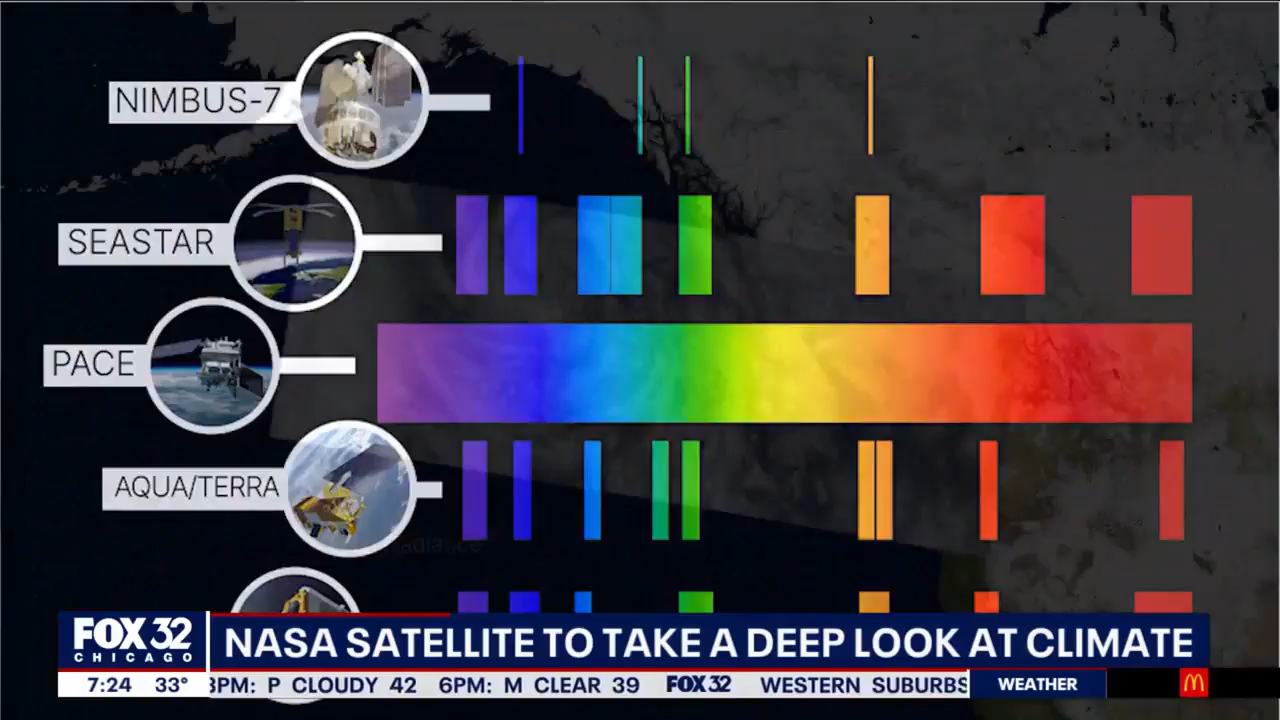 NIMBUS-7
SEASTAR
PACE
AQUA/TERRA
adiance
FOX 32
CHICAGO
NASA SATELLITE TO TAKE A DEEP LOOK AT CLIMATE
7:24 33° 3PM: P CLOUDY 42 6PM: M CLEAR 39 FOX 32 WESTERN SUBURBS WEATHER